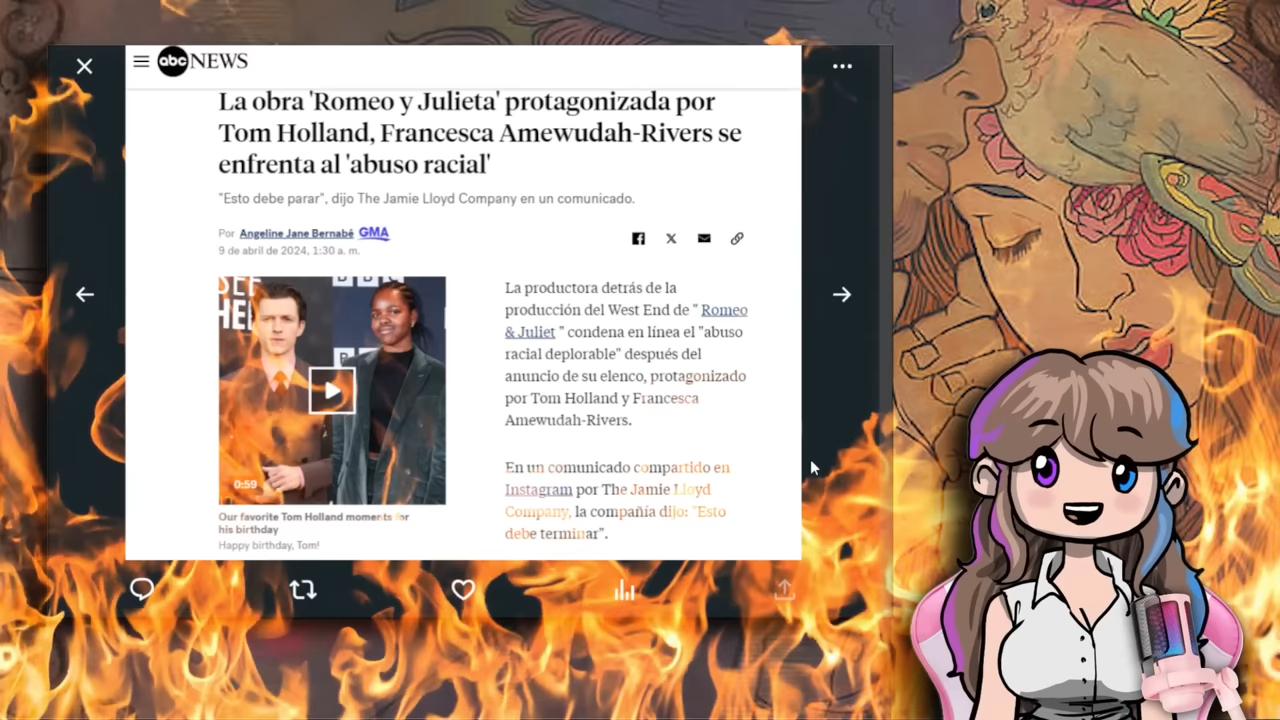 abc NEWS
La obra 'Romeo y Julieta' protagonizada por
Tom Holland, Francesca Amewudah-Rivers se
enfrenta al 'abuso racial'
"Esto debe parar", dijo The Jamie Lloyd Company en un comunicado.
Por Angeline Jane Bernabé GMA
9 de abril de 2024, 1:30 a. m.
SEE
HE
BB
B
0:59
Our favorite Tom Holland moments for
his birthday
Happy birthday, Tom!
La productora detrás de la
producción del West End de " Romeo
& Juliet " condena en línea el "abuso
racial deplorable" después del
anuncio de su elenco, protagonizado
por Tom Holland y Francesca
Amewudah-Rivers.
En un comunicado compartido en
Instagram por The Jamie Lloyd
Company, la compañía dijo: "Esto
debe terminar".